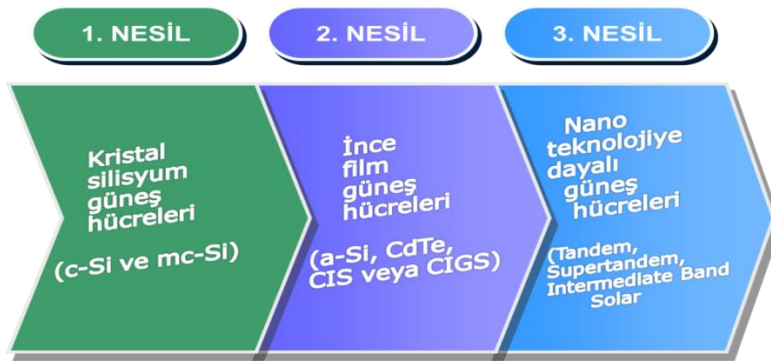 1. NESİL
2. NESİL
3. NESİL
Kristal
silisyum
güneş
hücreleri
(c-Si ve mc-Si)
İnce
film
güneş
hücreleri
(a-Si, CdTe,
CIS veya CIGS)
Nano
teknolojiye
dayalı
güneş
hücreleri
(Tandem,
Supertandem,
Intermediate Band
Solar